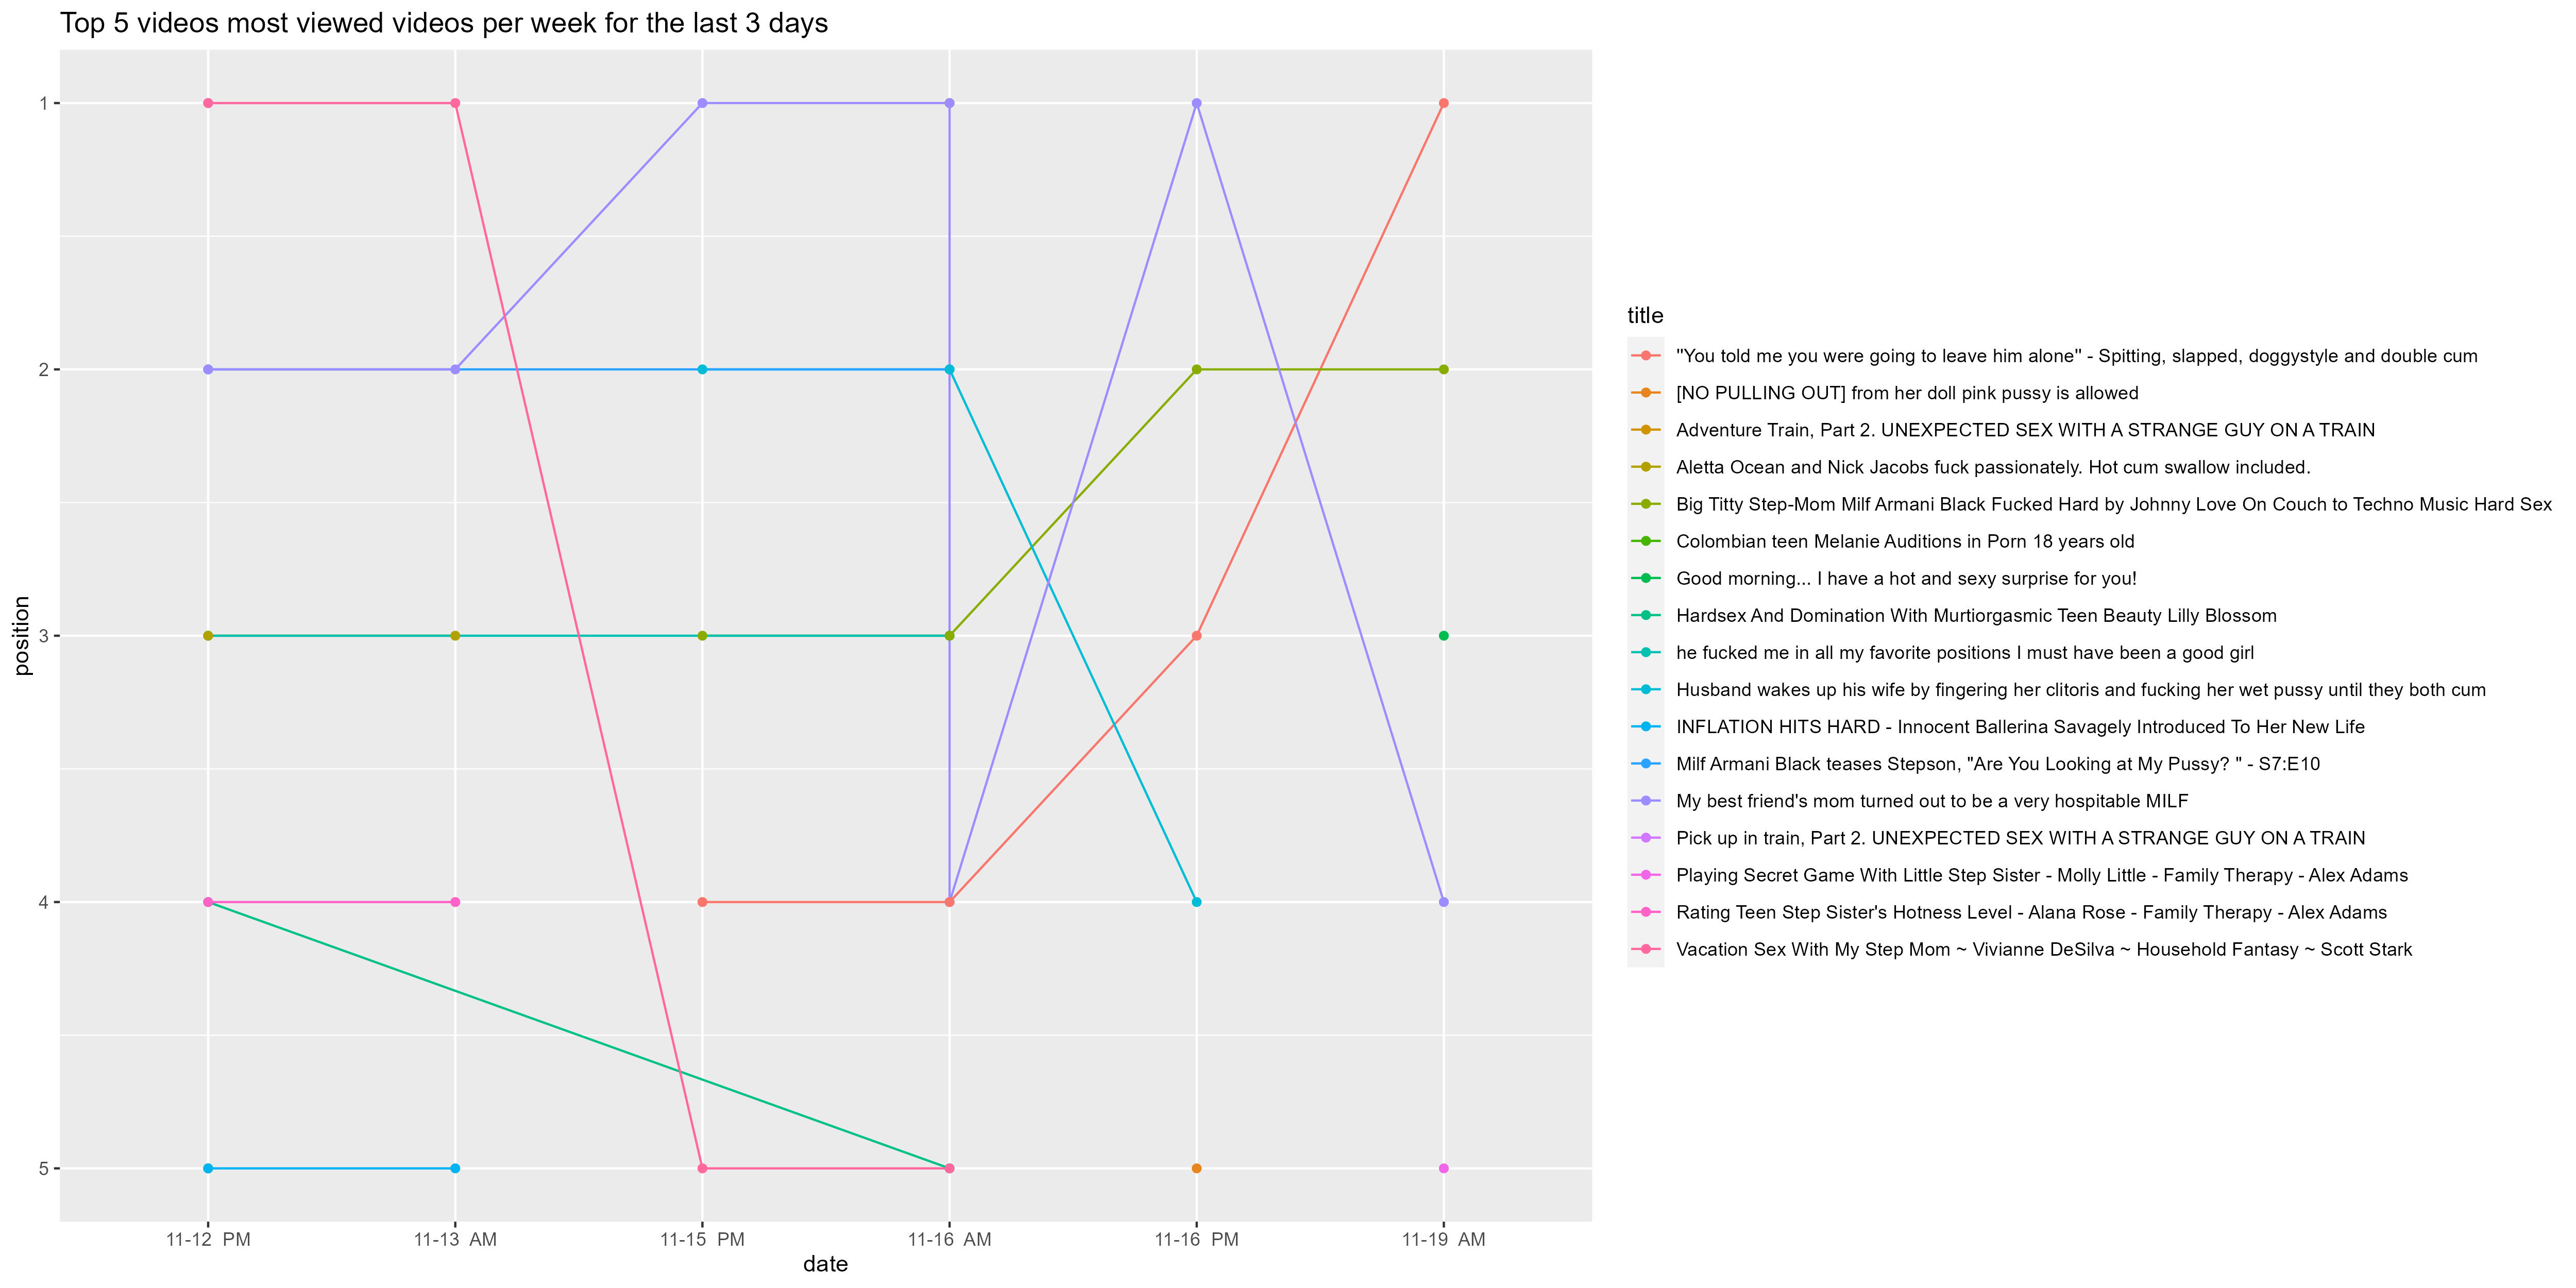 Top 5 videos most viewed videos per week for the last 3 days
position
1
2
3
4
5
11-12 PM
11-13 AM
11-15 PM
11-16 AM
11-16 PM
11-19 AM
date
title
"You told me you were going to leave him alone" - Spitting, slapped, doggystyle and double cum
[NO PULLING OUT] from her doll pink pussy is allowed
Adventure Train, Part 2. UNEXPECTED SEX WITH A STRANGE GUY ON A TRAIN
Aletta Ocean and Nick Jacobs fuck passionately. Hot cum swallow included.
Big Titty Step-Mom Milf Armani Black Fucked Hard by Johnny Love On Couch to Techno Music Hard Sex
Colombian teen Melanie Auditions in Porn 18 years old
Good morning... I have a hot and sexy surprise for you!
Hardsex And Domination With Murtiorgasmic Teen Beauty Lilly Blossom
he fucked me in all my favorite positions I must have been a good girl
Husband wakes up his wife by fingering her clitoris and fucking her wet pussy until they both cum
INFLATION HITS HARD - Innocent Ballerina Savagely Introduced To Her New Life
Milf Armani Black teases Stepson, "Are You Looking at My Pussy? " - S7:E10
My best friend's mom turned out to be a very hospitable MILF
Pick up in train, Part 2. UNEXPECTED SEX WITH A STRANGE GUY ON A TRAIN
Playing Secret Game With Little Step Sister - Molly Little - Family Therapy - Alex Adams
Rating Teen Step Sister's Hotness Level - Alana Rose - Family Therapy - Alex Adams
Vacation Sex With My Step Mom ~ Vivianne DeSilva ~ Household Fantasy ~ Scott Stark